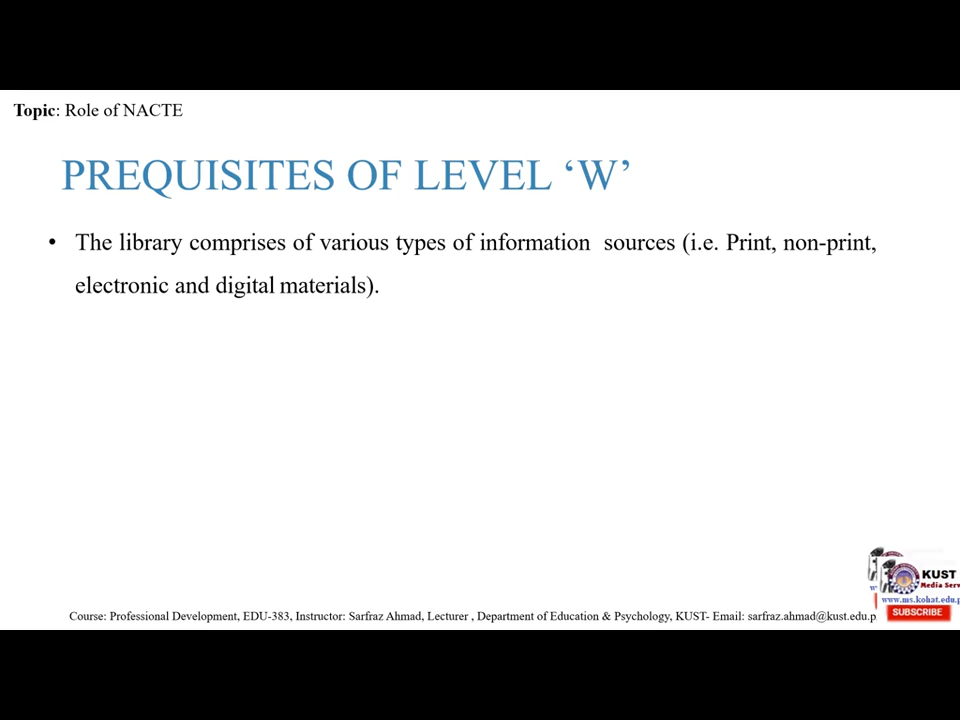 Topic: Role of NACTE
PREQUISITES OF LEVEL ‘W’
• The library comprises of various types of information sources (i.e. Print, non-print,
electronic and digital materials).
KUST
Media Serv
www.ms.kohat.edu.p
SUBSCRIBE
Course: Professional Development, EDU-383, Instructor: Sarfraz Ahmad, Lecturer , Department of Education & Psychology, KUST- Email: sarfraz.ahmad@kust.edu.p